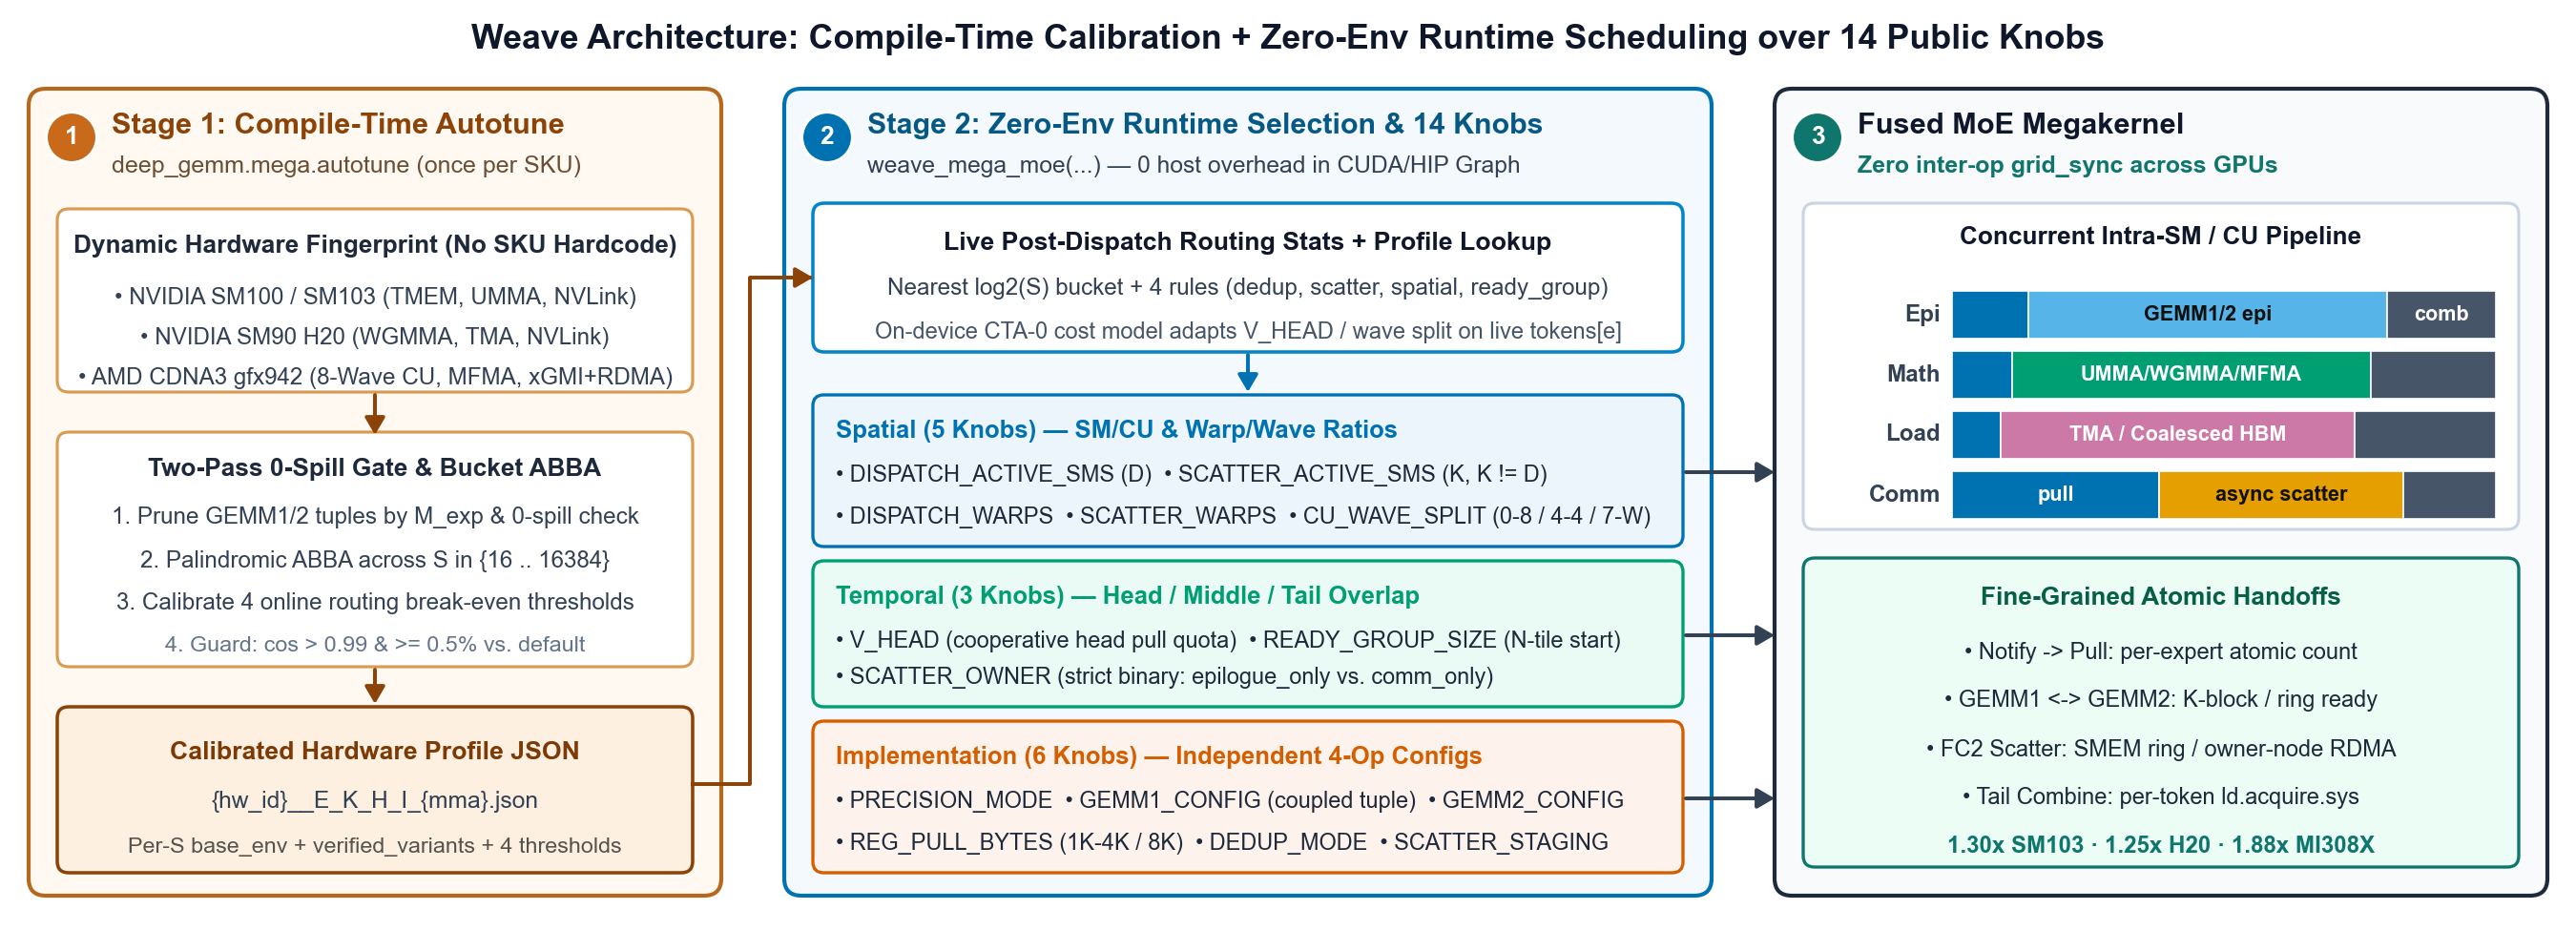 Weave Architecture: Compile-Time Calibration + Zero-Env Runtime Scheduling over 14 Public Knobs
1
Stage 1: Compile-Time Autotune
deep_gemm.mega.autotune (once per SKU)
Dynamic Hardware Fingerprint (No SKU Hardcode)
• NVIDIA SM100 / SM103 (TMEM, UMMA, NVLink)
• NVIDIA SM90 H20 (WGMMA, TMA, NVLink)
• AMD CDNA3 gfx942 (8-Wave CU, MFMA, xGMI+RDMA)
Two-Pass 0-Spill Gate & Bucket ABBA
1. Prune GEMM1/2 tuples by M_exp & 0-spill check
2. Palindromic ABBA across S in {16 .. 16384}
3. Calibrate 4 online routing break-even thresholds
4. Guard: cos > 0.99 & >= 0.5% vs. default
Calibrated Hardware Profile JSON
{hw_id}__E_K_H_I_{mma}.json
Per-S base_env + verified_variants + 4 thresholds
2
Stage 2: Zero-Env Runtime Selection & 14 Knobs
weave_mega_moe(...) — 0 host overhead in CUDA/HIP Graph
Live Post-Dispatch Routing Stats + Profile Lookup
Nearest log2(S) bucket + 4 rules (dedup, scatter, spatial, ready_group)
On-device CTA-0 cost model adapts V_HEAD / wave split on live tokens[e]
Spatial (5 Knobs) — SM/CU & Warp/Wave Ratios
• DISPATCH_ACTIVE_SMS (D) • SCATTER_ACTIVE_SMS (K, K != D)
• DISPATCH_WARPS • SCATTER_WARPS • CU_WAVE_SPLIT (0-8 / 4-4 / 7-W)
Temporal (3 Knobs) — Head / Middle / Tail Overlap
• V_HEAD (cooperative head pull quota) • READY_GROUP_SIZE (N-tile start)
• SCATTER_OWNER (strict binary: epilogue_only vs. comm_only)
Implementation (6 Knobs) — Independent 4-Op Configs
• PRECISION_MODE • GEMM1_CONFIG (coupled tuple) • GEMM2_CONFIG
• REG_PULL_BYTES (1K-4K / 8K) • DEDUP_MODE • SCATTER_STAGING
3
Fused MoE Megakernel
Zero inter-op grid_sync across GPUs
Concurrent Intra-SM / CU Pipeline
Epi GEMM1/2 epi comb
Math UMMA/WGMMA/MFMA
Load TMA / Coalesced HBM
Comm pull async scatter
Fine-Grained Atomic Handoffs
• Notify -> Pull: per-expert atomic count
• GEMM1 <-> GEMM2: K-block / ring ready
• FC2 Scatter: SMEM ring / owner-node RDMA
• Tail Combine: per-token ld.acquire.sys
1.30x SM103 · 1.25x H20 · 1.88x MI308X